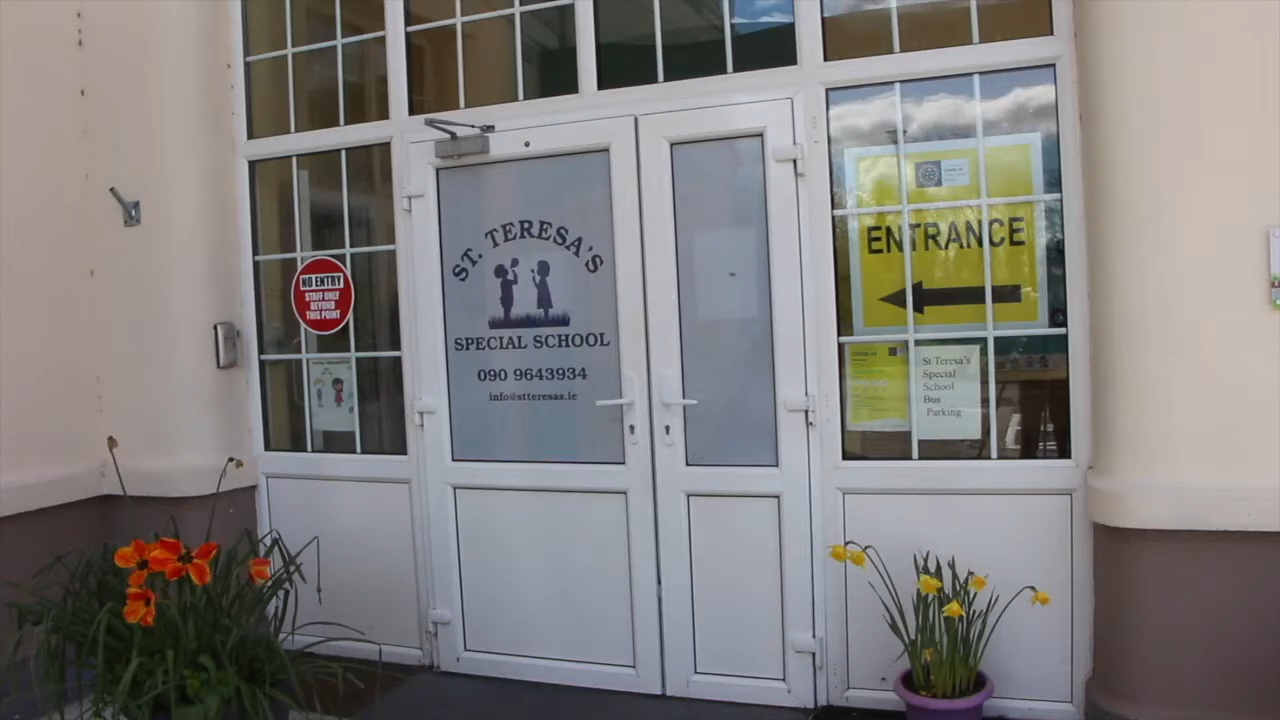 ST. TERESA'S
SPECIAL SCHOOL
090 9643934
info@stteresas.ie
NO ENTRY
STAFF ONLY
BEYOND
THIS POINT
ENTRANCE
St Teresa's
Special
School
Bus
Parking